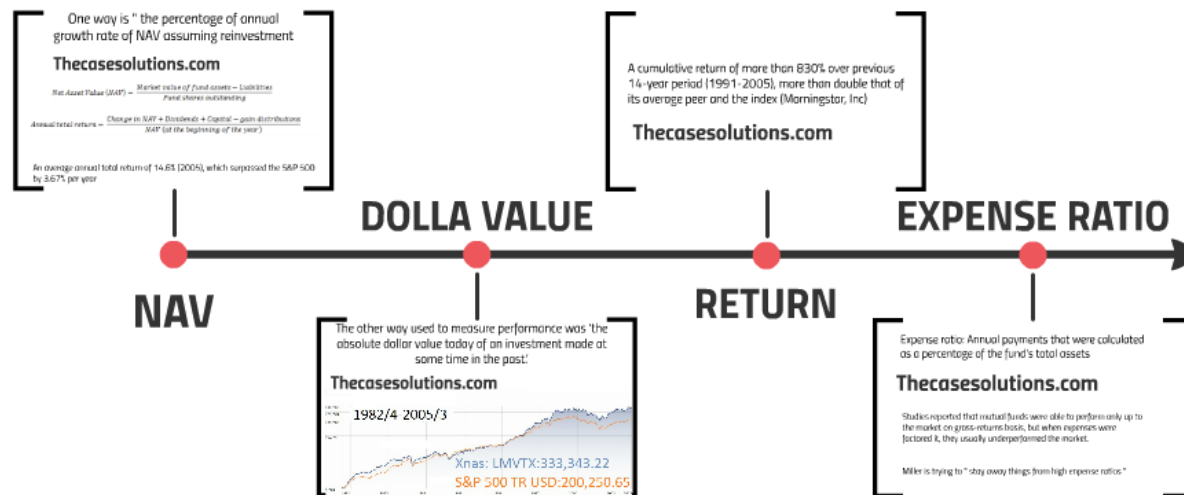 One way is " the percentage of annual
growth rate of NAV assuming reinvestment
Thecasesolutions.com
Net Asset Value (NAV) = Market value of fund assets − Liabilities
Fund shares outstanding
Annual total return = Change in NAV + Dividends + Capital − gain distributions
NAV (at the beginning of the year)
An average annual total return of 14.6% (2005), which surpassed the S&P 500
by 3.67% per year
NAV
DOLLA VALUE
The other way used to measure performance was 'the
absolute dollar value today of an investment made at
some time in the past.'
Thecasesolutions.com
1982/4-2005/3
Xnas: LMVTX:333,343.22
S&P 500 TR USD:200,250.65
A cumulative return of more than 830% over previous
14-year period (1991-2005), more than double that of
its average peer and the index (Morningstar, Inc)
Thecasesolutions.com
RETURN
EXPENSE RATIO
Expense ratio: Annual payments that were calculated
as a percentage of the fund's total assets
Thecasesolutions.com
Studies reported that mutual funds were able to perform only up to
the market on gross-returns basis, but when expenses were
factored it, they usually underperformed the market.
Miller is trying to " stay away things from high expense ratios "